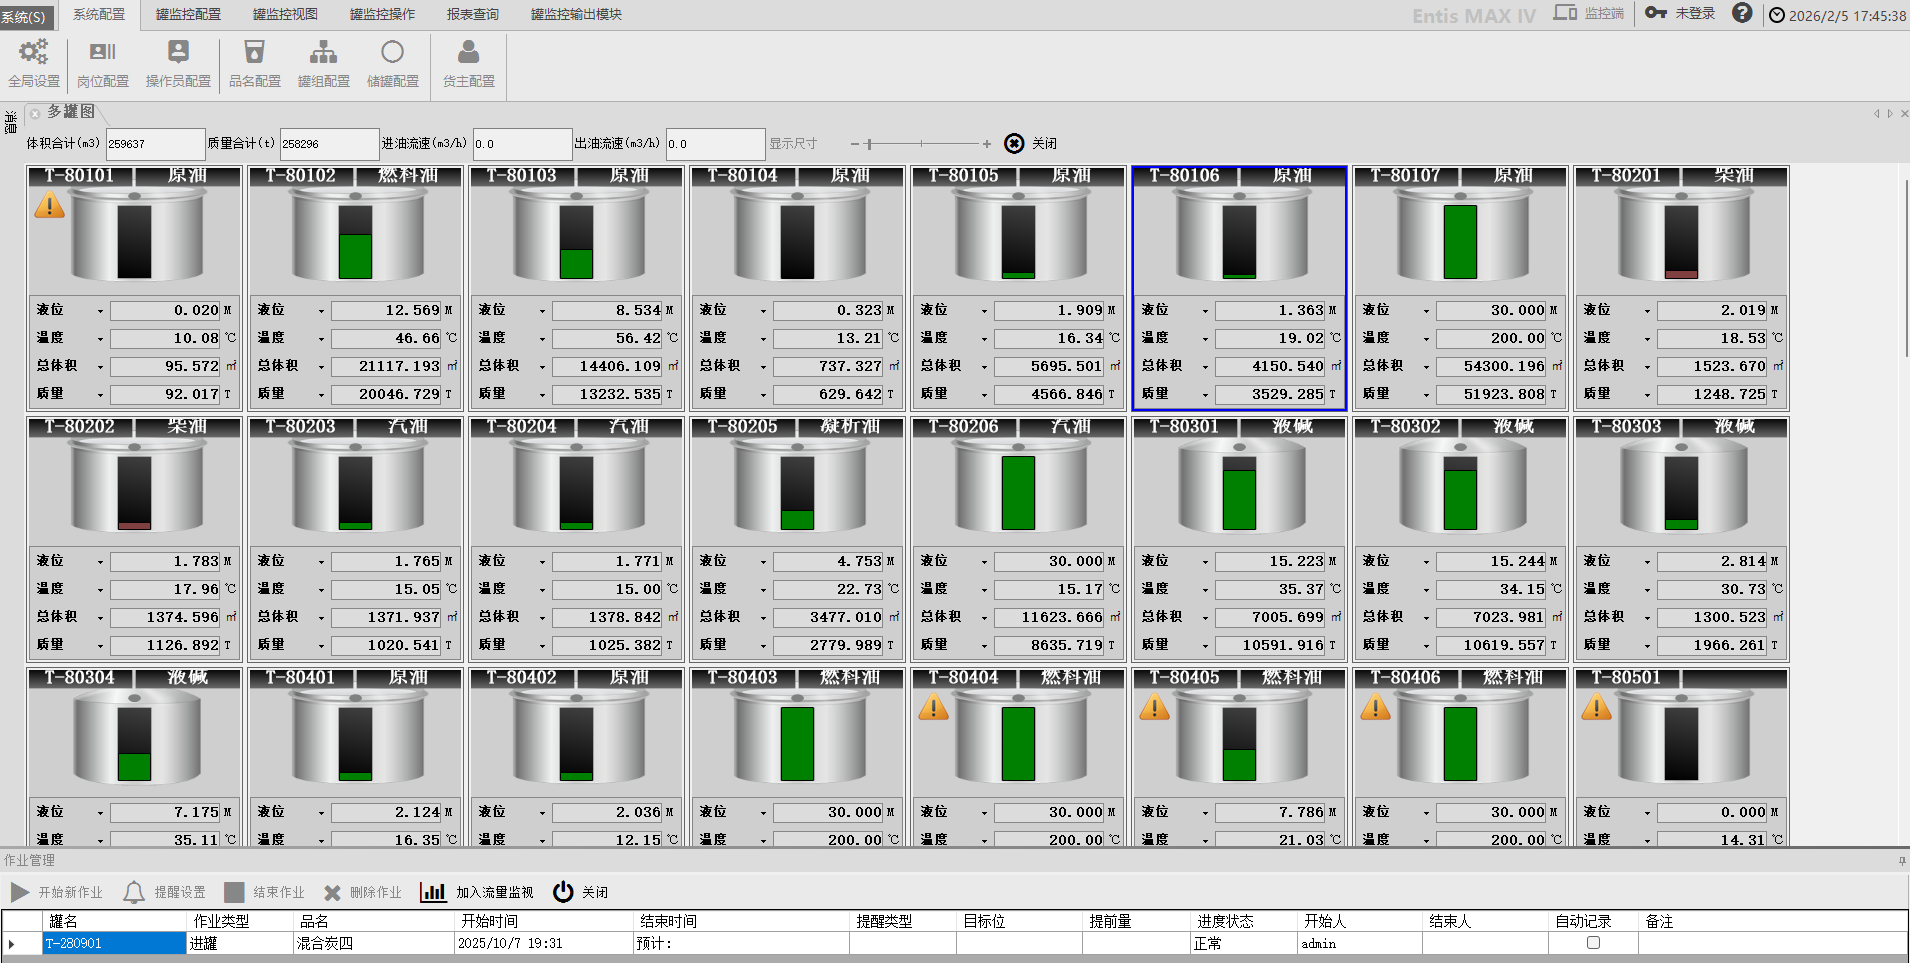 系统(S) 系统配置 罐监控配置 罐监控视图 罐监控操作 报表查询 罐监控输出模块 Entis MAX IV 监控端 未登录 2026/2/5 17:45:38
全局设置 岗位配置 操作员配置 品名配置 罐组配置 储罐配置 货主配置
消息
多罐图
体积合计(m3) 259637 质量合计(t) 258296 进油流速(m3/h) 0.0 出油流速(m3/h) 0.0 显示尺寸 关闭
T-80101 原油 T-80102 燃料油 T-80103 原油 T-80104 原油 T-80105 原油 T-80106 原油 T-80107 原油 T-80201 柴油
液位 0.020 M 液位 12.569 M 液位 8.534 M 液位 0.323 M 液位 1.909 M 液位 1.363 M 液位 30.000 M 液位 2.019 M
温度 10.08 ℃ 温度 46.66 ℃ 温度 56.42 ℃ 温度 13.21 ℃ 温度 16.34 ℃ 温度 19.02 ℃ 温度 200.00 ℃ 温度 18.53 ℃
总体积 95.572 ㎥ 总体积 21117.193 ㎥ 总体积 14406.109 ㎥ 总体积 737.327 ㎥ 总体积 5695.501 ㎥ 总体积 4150.540 ㎥ 总体积 54300.196 ㎥ 总体积 1523.670 ㎥
质量 92.017 T 质量 20046.729 T 质量 13232.535 T 质量 629.642 T 质量 4566.846 T 质量 3529.285 T 质量 51923.808 T 质量 1248.725 T
T-80202 柴油 T-80203 汽油 T-80204 汽油 T-80205 凝析油 T-80206 汽油 T-80301 液碱 T-80302 液碱 T-80303 液碱
液位 1.783 M 液位 1.765 M 液位 1.771 M 液位 4.753 M 液位 30.000 M 液位 15.223 M 液位 15.244 M 液位 2.814 M
温度 17.96 ℃ 温度 15.05 ℃ 温度 15.00 ℃ 温度 22.73 ℃ 温度 15.17 ℃ 温度 35.37 ℃ 温度 34.15 ℃ 温度 30.73 ℃
总体积 1374.596 ㎥ 总体积 1371.937 ㎥ 总体积 1378.842 ㎥ 总体积 3477.010 ㎥ 总体积 11623.666 ㎥ 总体积 7005.699 ㎥ 总体积 7023.981 ㎥ 总体积 1300.523 ㎥
质量 1126.892 T 质量 1020.541 T 质量 1025.382 T 质量 2779.989 T 质量 8635.719 T 质量 10591.916 T 质量 10619.557 T 质量 1966.261 T
T-80304 液碱 T-80401 原油 T-80402 原油 T-80403 燃料油 T-80404 燃料油 T-80405 燃料油 T-80406 燃料油 T-80501
液位 7.175 M 液位 2.124 M 液位 2.036 M 液位 30.000 M 液位 30.000 M 液位 7.786 M 液位 30.000 M 液位 0.000 M
温度 35.11 ℃ 温度 16.35 ℃ 温度 12.15 ℃ 温度 200.00 ℃ 温度 200.00 ℃ 温度 21.03 ℃ 温度 200.00 ℃ 温度 14.31 ℃
作业管理
开始新作业 提醒设置 结束作业 删除作业 加入流量监视 关闭
罐名 作业类型 品名 开始时间 结束时间 提醒类型 目标位 提前量 进度状态 开始人 结束人 自动记录 备注
T-280901 进罐 混合炭四 2025/10/7 19:31 预计: 正常 admin